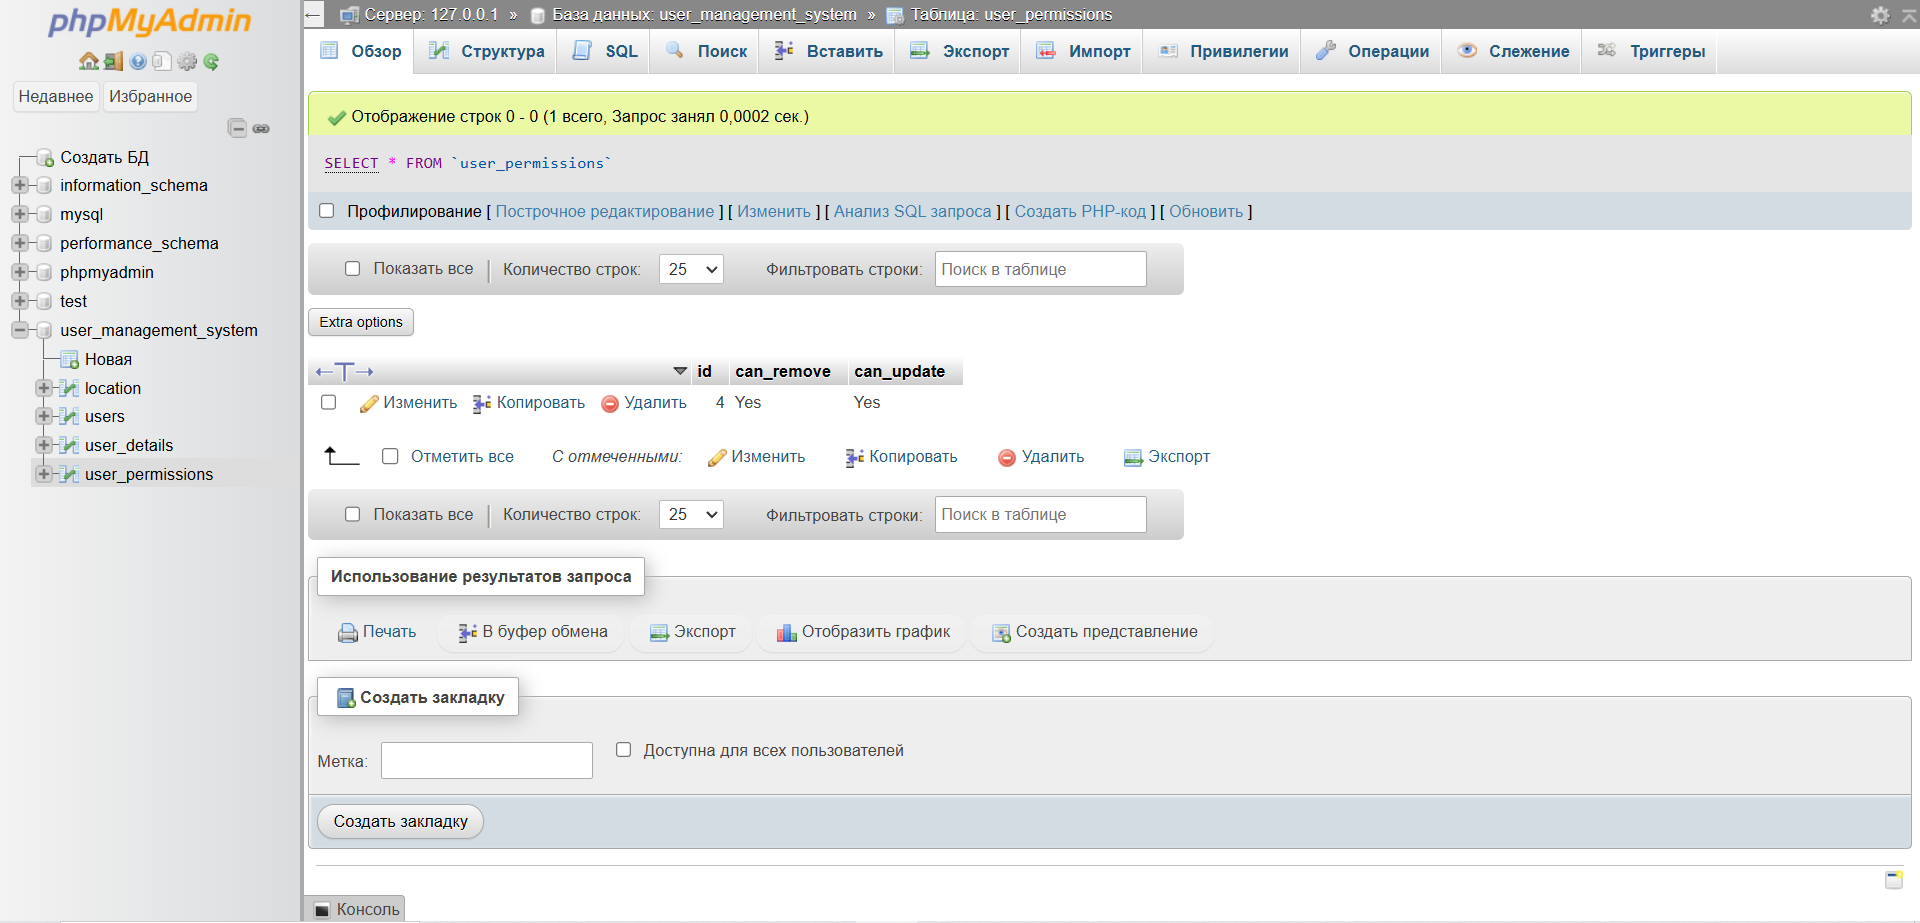 phpMyAdmin
Недавнее Избранное
Создать БД
information_schema
mysql
performance_schema
phpmyadmin
test
user_management_system
Новая
location
users
user_details
user_permissions
← Сервер: 127.0.0.1 » База данных: user_management_system » Таблица: user_permissions
Обзор Структура SQL Поиск Вставить Экспорт Импорт Привилегии Операции Слежение Триггеры
Отображение строк 0 - 0 (1 всего, Запрос занял 0,0002 сек.)
SELECT * FROM `user_permissions`
Профилирование [ Построчное редактирование ] [ Изменить ] [ Анализ SQL запроса ] [ Создать PHP-код ] [ Обновить ]
Показать все | Количество строк: 25 Фильтровать строки: Поиск в таблице
Extra options
←T→ id can_remove can_update
Изменить Копировать Удалить 4 Yes Yes
Отметить все С отмеченными: Изменить Копировать Удалить Экспорт
Показать все | Количество строк: 25 Фильтровать строки: Поиск в таблице
Использование результатов запроса
Печать В буфер обмена Экспорт Отобразить график Создать представление
Создать закладку
Метка: Доступна для всех пользователей
Создать закладку
Консоль